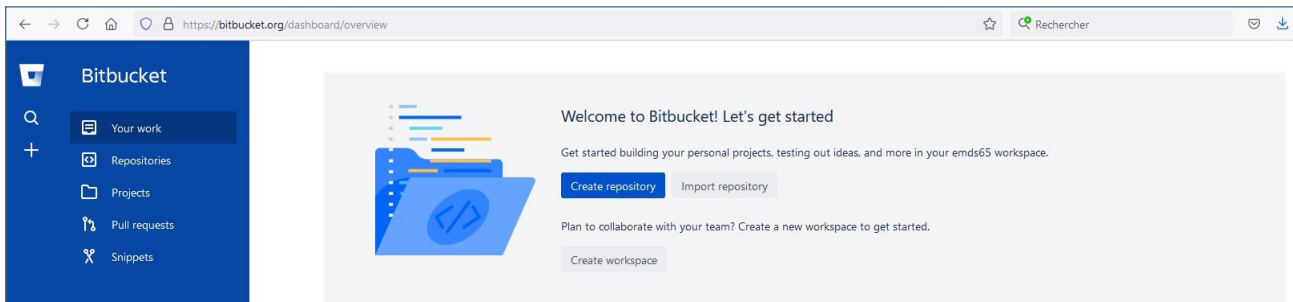 https://bitbucket.org/dashboard/overview
Rechercher
Bitbucket
Your work
Repositories
Projects
Pull requests
Snippets
Welcome to Bitbucket! Let's get started
Get started building your personal projects, testing out ideas, and more in your emds65 workspace.
Create repository Import repository
Plan to collaborate with your team? Create a new workspace to get started.
Create workspace